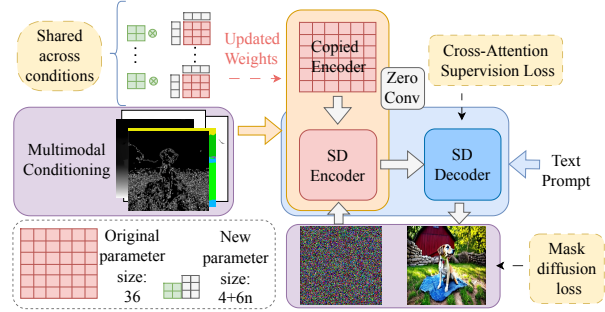 Shared
across
conditions
Updated
Weights
Copied
Encoder
Zero
Conv
Cross-Attention
Supervision Loss
Multimodal
Conditioning
SD
Encoder
SD
Decoder
Text
Prompt
Original
parameter
size:
36
New
parameter
size:
4+6n
Mask
diffusion
loss